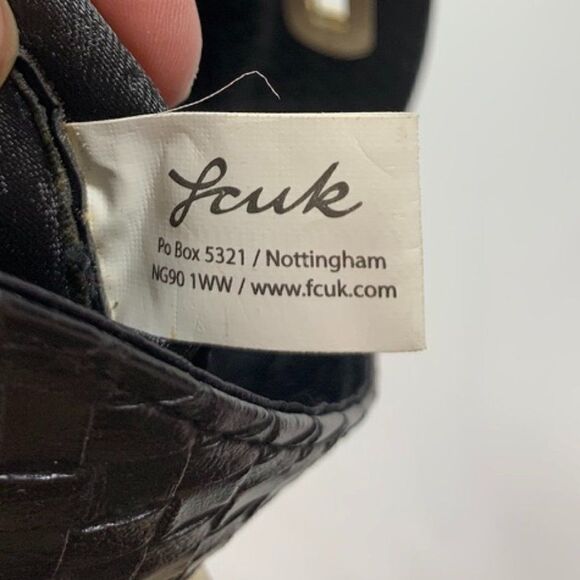 fcuk
Po Box 5321 / Nottingham
NG90 1WW / www.fcuk.com